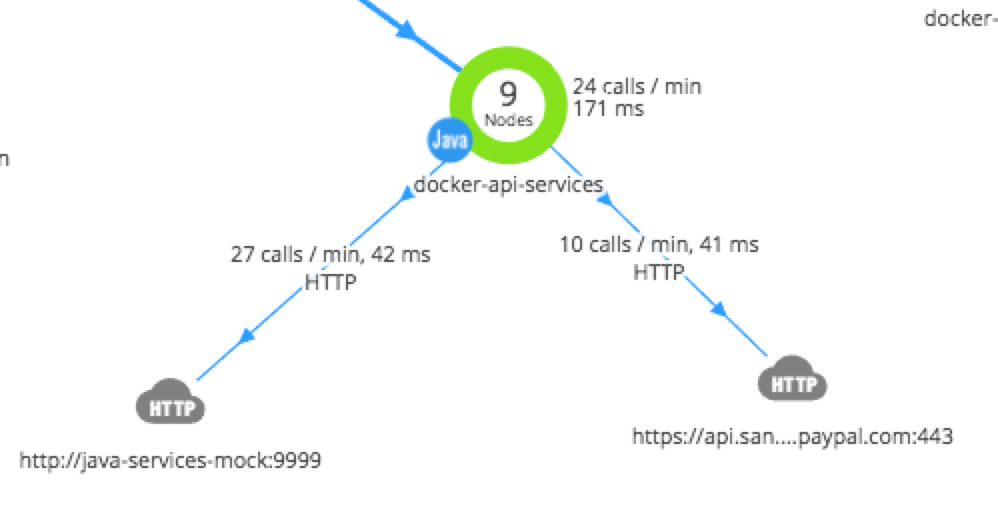 docker-
9
Nodes
24 calls / min
171 ms
Java
n
docker-api-services
27 calls / min, 42 ms
HTTP
10 calls / min, 41 ms
HTTP
HTTP
http://java-services-mock:9999
HTTP
https://api.san....paypal.com:443